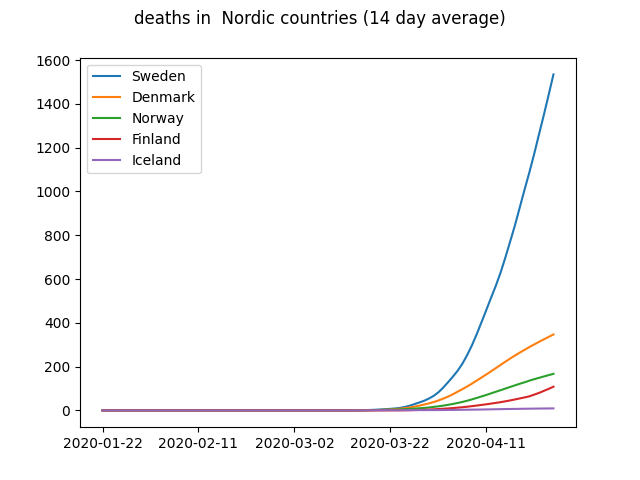 deaths in  Nordic countries (14 day average)
1600
1400
1200
1000
800
600
400
200
0
Sweden
Denmark
Norway
Finland
Iceland
2020-01-22 2020-02-11 2020-03-02 2020-03-22 2020-04-11